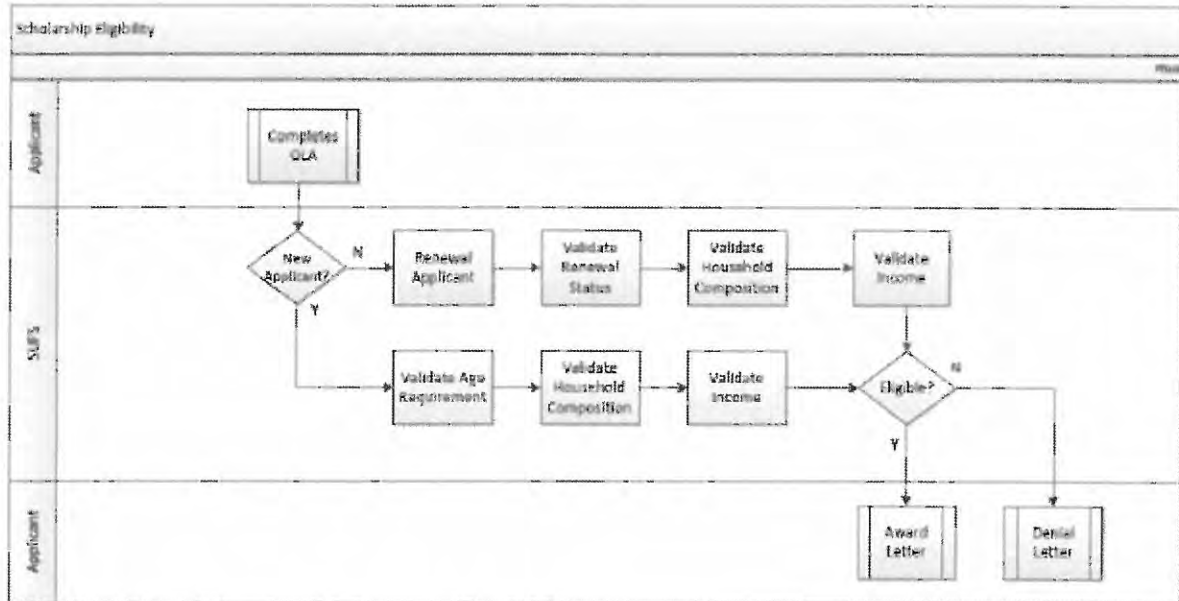 Scholarship Eligibility
Applicant
Completes
OLA
SUFS
New
Applicant?
N
Y
Renewal
Applicant
Validate
Renewal
Status
Validate
Household
Composition
Validate
Income
Validate Age
Requirement
Validate
Household
Composition
Validate
Income
Eligible?
N
Y
Applicant
Award
Letter
Denial
Letter